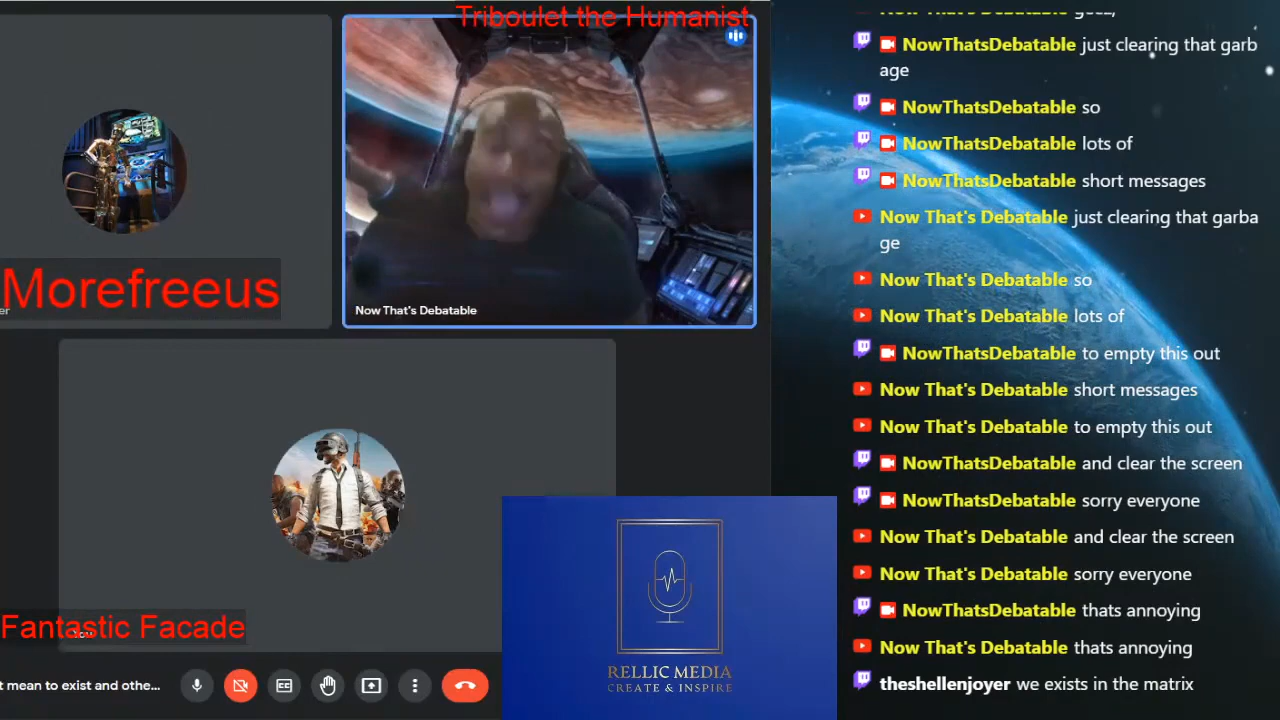 Triboulet the Humanist
Morefreeus
Now That's Debatable
Fantastic Facade
t mean to exist and othe...
RELLIC MEDIA
CREATE & INSPIRE
NowThatsDebatable just clearing that garb
age
NowThatsDebatable so
NowThatsDebatable lots of
NowThatsDebatable short messages
Now That's Debatable just clearing that garba
ge
Now That's Debatable so
Now That's Debatable lots of
NowThatsDebatable to empty this out
Now That's Debatable short messages
Now That's Debatable to empty this out
NowThatsDebatable and clear the screen
NowThatsDebatable sorry everyone
Now That's Debatable and clear the screen
Now That's Debatable sorry everyone
NowThatsDebatable thats annoying
Now That's Debatable thats annoying
theshellenjoyer we exists in the matrix